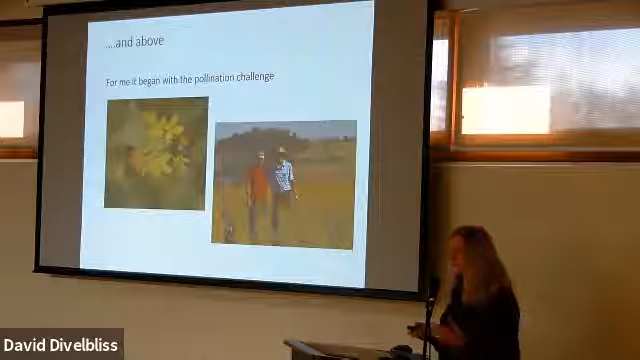 ....and above
For me it began with the pollination challenge
David Divelbliss